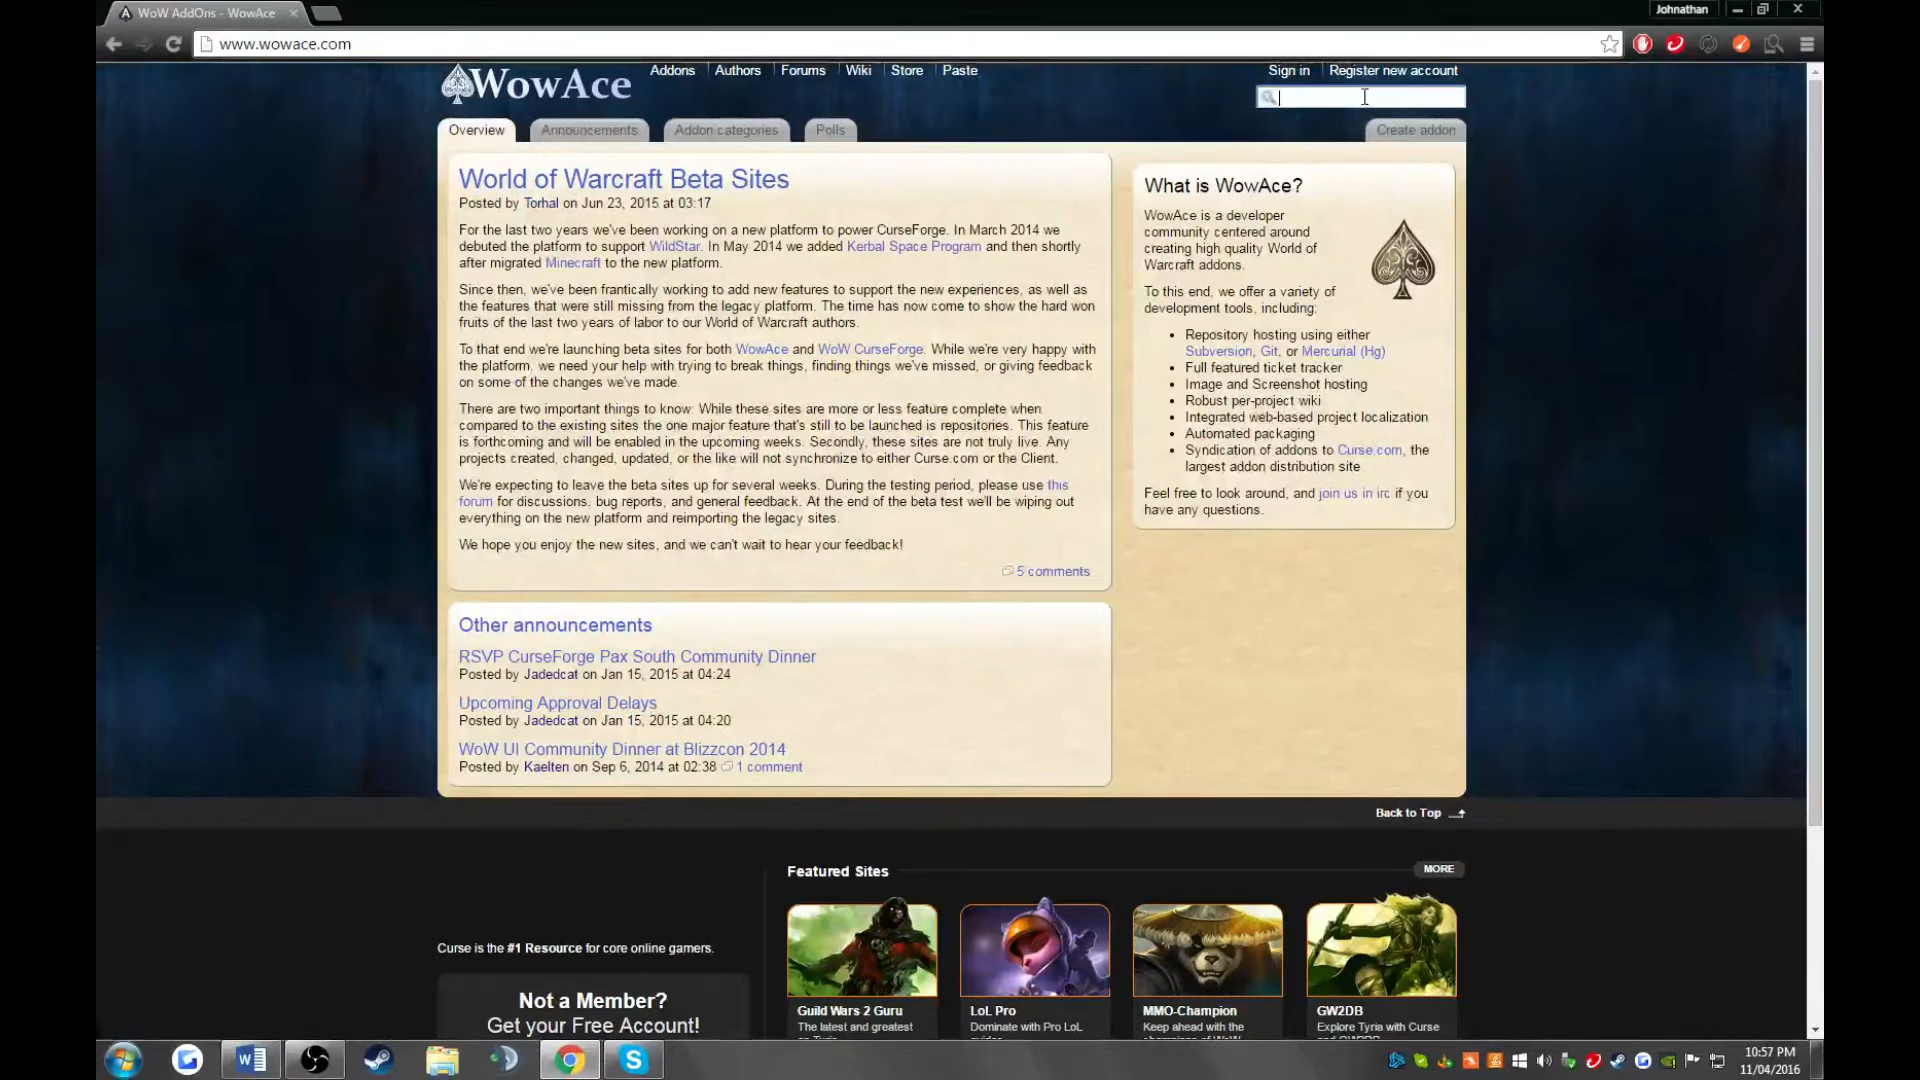 WoW AddOns - WowAce
Johnathan
www.wowace.com
WowAce
Addons Authors Forums Wiki Store Paste
Sign in Register new account
Overview Announcements Addon categories Polls Create addon
World of Warcraft Beta Sites
Posted by Torhal on Jun 23, 2015 at 03:17
For the last two years we've been working on a new platform to power CurseForge. In March 2014 we
debuted the platform to support WildStar. In May 2014 we added Kerbal Space Program and then shortly
after migrated Minecraft to the new platform.
Since then, we've been frantically working to add new features to support the new experiences, as well as
the features that were still missing from the legacy platform. The time has now come to show the hard won
fruits of the last two years of labor to our World of Warcraft authors.
To that end we're launching beta sites for both WowAce and WoW CurseForge. While we're very happy with
the platform, we need your help with trying to break things, finding things we've missed, or giving feedback
on some of the changes we've made.
There are two important things to know: While these sites are more or less feature complete when
compared to the existing sites the one major feature that's still to be launched is repositories. This feature
is forthcoming and will be enabled in the upcoming weeks. Secondly, these sites are not truly live. Any
projects created, changed, updated, or the like will not synchronize to either Curse.com or the Client.
We're expecting to leave the beta sites up for several weeks. During the testing period, please use this
forum for discussions, bug reports, and general feedback. At the end of the beta test we'll be wiping out
everything on the new platform and reimporting the legacy sites.
We hope you enjoy the new sites, and we can't wait to hear your feedback!
5 comments
Other announcements
RSVP CurseForge Pax South Community Dinner
Posted by Jadedcat on Jan 15, 2015 at 04:24
Upcoming Approval Delays
Posted by Jadedcat on Jan 15, 2015 at 04:20
WoW UI Community Dinner at Blizzcon 2014
Posted by Kaelten on Sep 6, 2014 at 02:38 1 comment
What is WowAce?
WowAce is a developer
community centered around
creating high quality World of
Warcraft addons.
To this end, we offer a variety of
development tools, including:
Repository hosting using either
Subversion, Git, or Mercurial (Hg)
Full featured ticket tracker
Image and Screenshot hosting
Robust per-project wiki
Integrated web-based project localization
Automated packaging
Syndication of addons to Curse.com, the
largest addon distribution site
Feel free to look around, and join us in irc if you
have any questions.
Back to Top
Featured Sites MORE
Curse is the #1 Resource for core online gamers.
Not a Member?
Get your Free Account!
Guild Wars 2 Guru
The latest and greatest
LoL Pro
Dominate with Pro LoL
MMO-Champion
Keep ahead with the
GW2DB
Explore Tyria with Curse
10:57 PM
11/04/2016